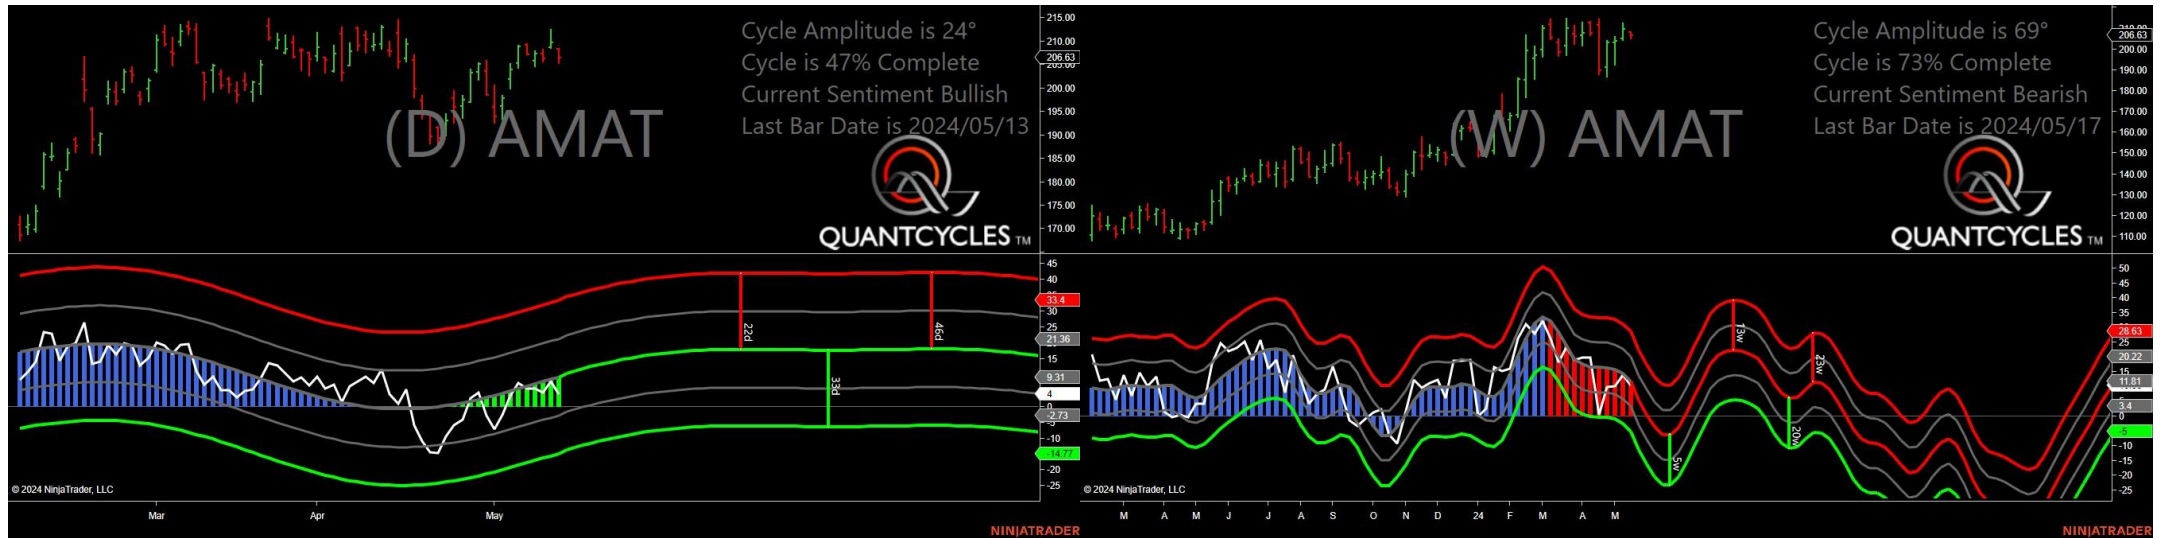 Cycle Amplitude is 24°
Cycle is 47% Complete
Current Sentiment Bullish
Last Bar Date is 2024/05/13
(D) AMAT
QUANTCYCLES TM
215.00
210.00
206.63
205.00
200.00
195.00
190.00
185.00
180.00
175.00
170.00
45
40
33.4
30
25
21.36
15
9.31
4
0
-2.73
-5
-10
-14.77
-20
-25
22d
46d
33d
© 2024 NinjaTrader, LLC
Mar Apr May
NINJATRADER
Cycle Amplitude is 69°
Cycle is 73% Complete
Current Sentiment Bearish
Last Bar Date is 2024/05/17
(W) AMAT
QUANTCYCLES TM
210.00
206.63
200.00
190.00
180.00
170.00
160.00
150.00
140.00
130.00
120.00
110.00
50
45
40
35
28.63
25
20.22
15
11.81
3.4
0
-5
-10
-15
-20
-25
13w
23w
20w
5w
© 2024 NinjaTrader, LLC
M A M J J A S O N D 24 F M A M
NINJATRADER